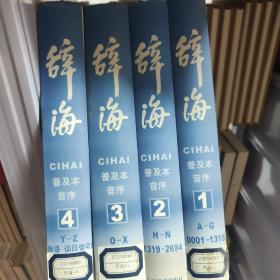 辞海
CIHAI
普及本
音序
4
Y-Z
辞海
CIHAI
普及本
音序
3
O-X
辞海
CIHAI
普及本
音序
2
H-N
1319-2694
辞海
CIHAI
普及本
音序
1
A-G
0001-1318